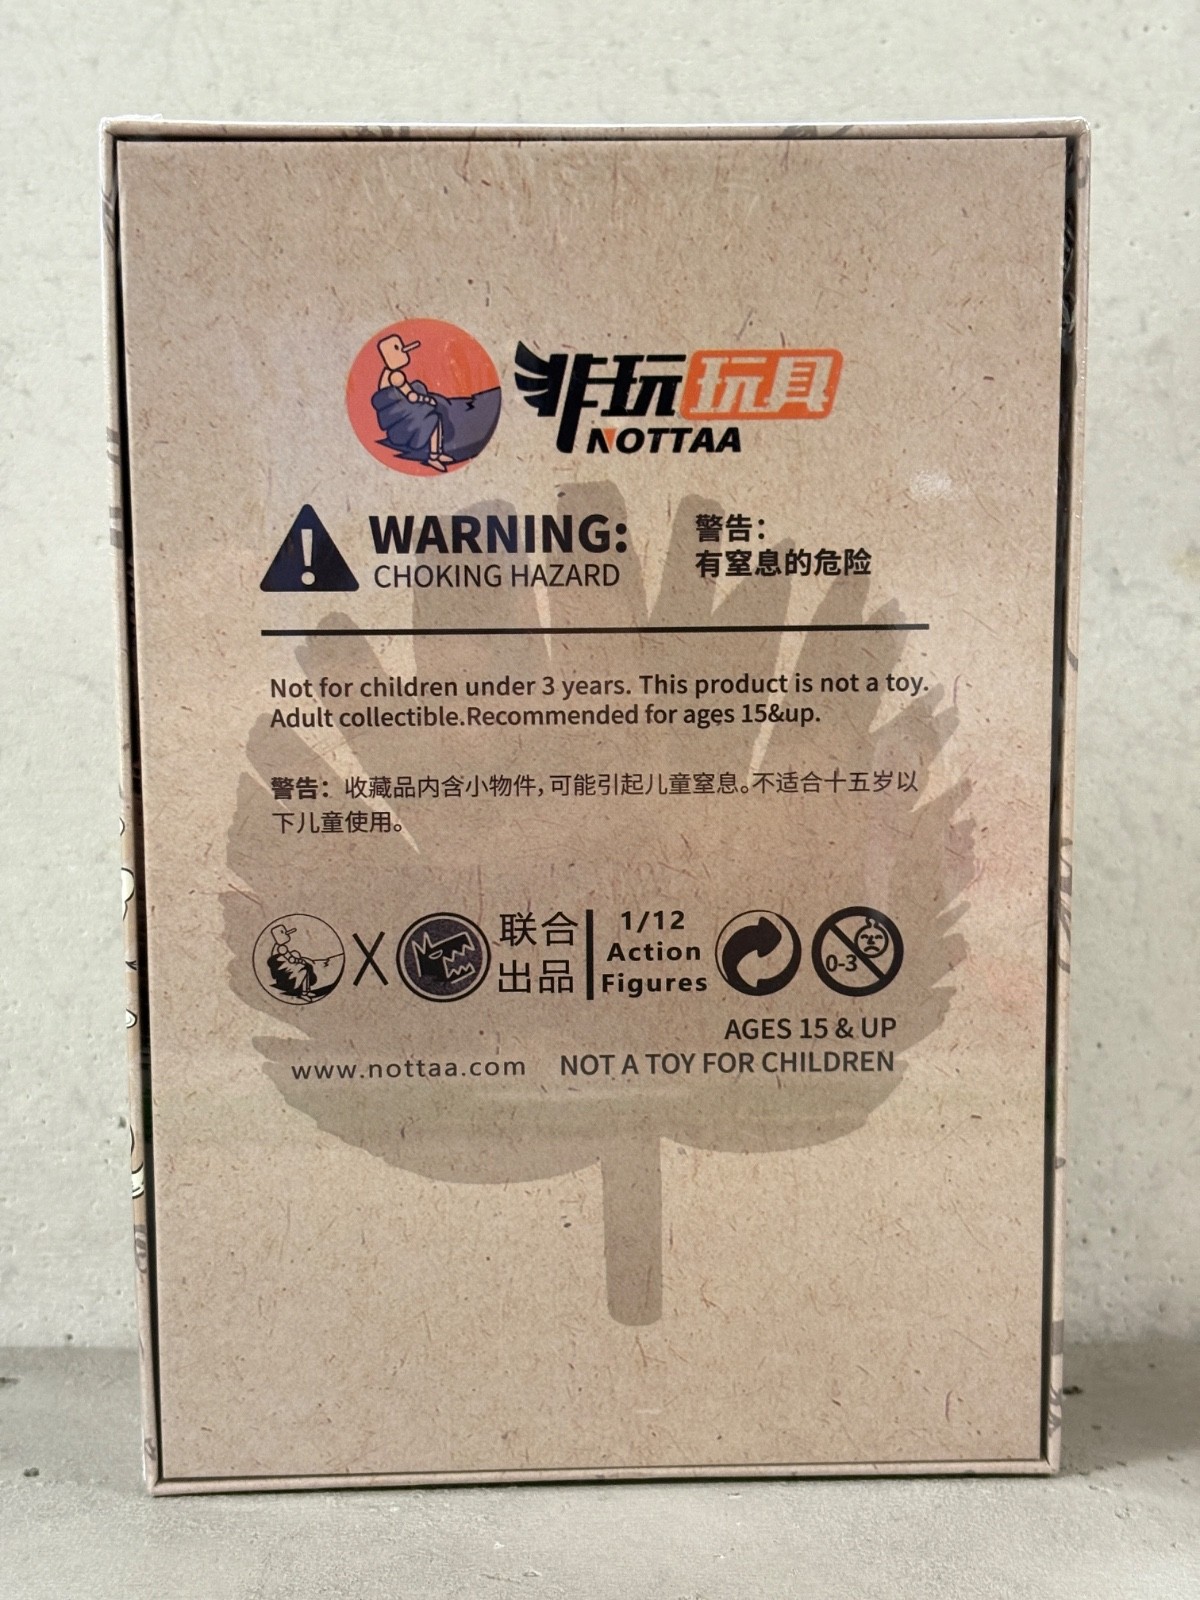 非玩玩具
NOTTAA
WARNING:
CHOKING HAZARD
警告：
有窒息的危险
Not for children under 3 years. This product is not a toy.
Adult collectible.Recommended for ages 15&up.
警告：收藏品内含小物件，可能引起儿童窒息。不适合十五岁以
下儿童使用。
X
联合
出品
1/12
Action
Figures
0-3
AGES 15 & UP
www.nottaa.com
NOT A TOY FOR CHILDREN